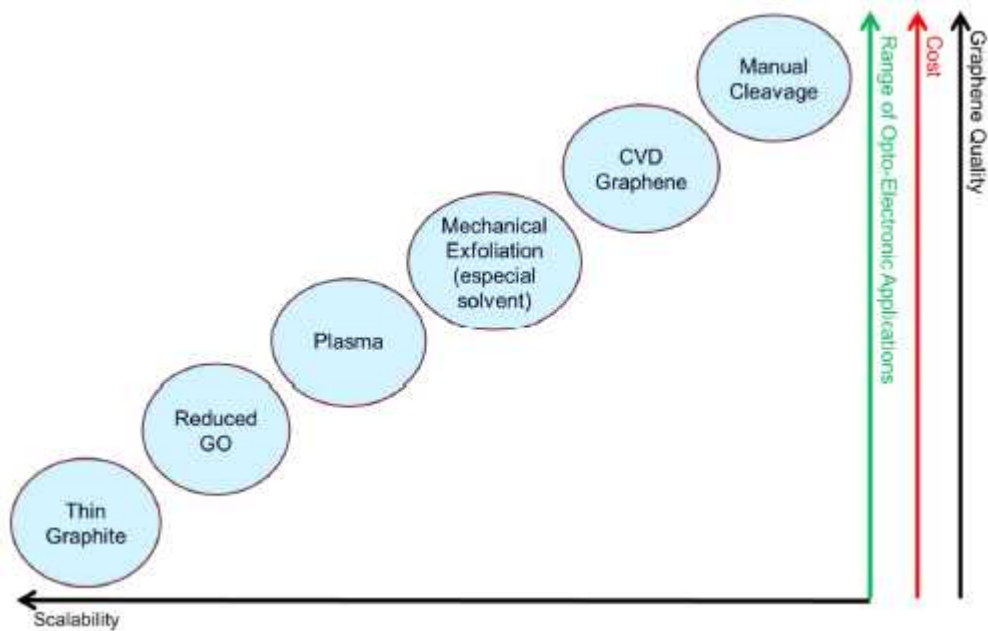 Manual
Cleavage
CVD
Graphene
Mechanical
Exfoliation
(especial
solvent)
Plasma
Reduced
GO
Thin
Graphite
Scalability
Range of Opto-Electronic Applications
Cost
Graphene Quality